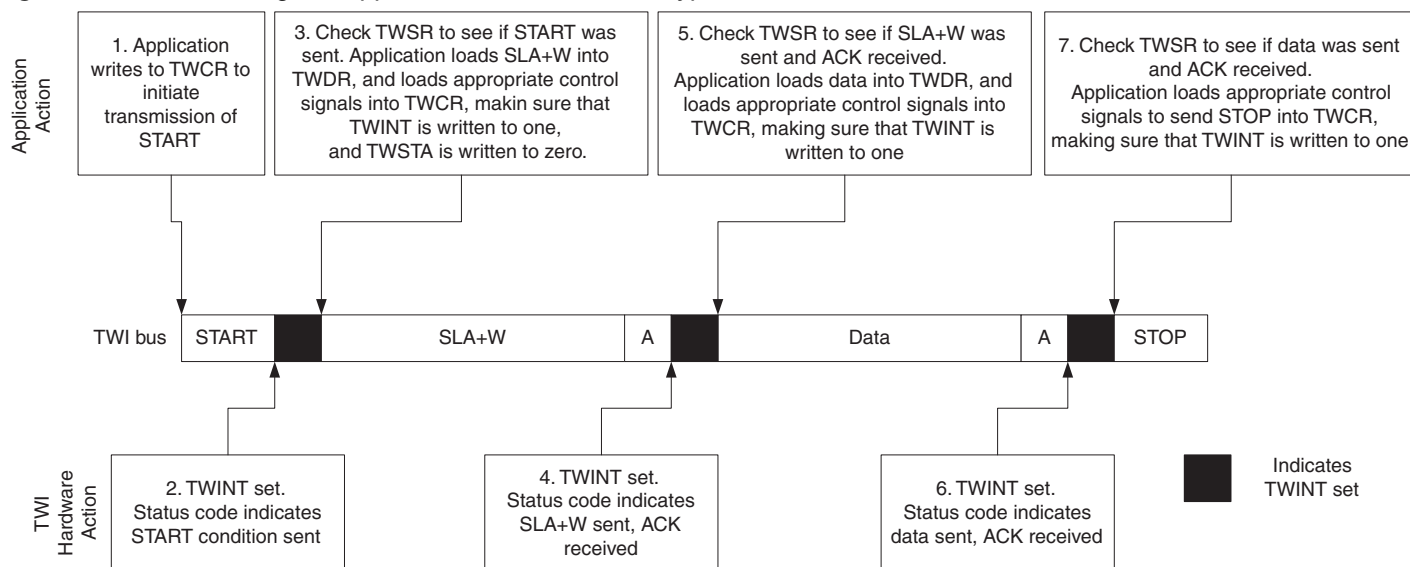 Application
Action
1. Application
writes to TWCR to
initiate
transmission of
START
3. Check TWSR to see if START was
sent. Application loads SLA+W into
TWDR, and loads appropriate control
signals into TWCR, makin sure that
TWINT is written to one,
and TWSTA is written to zero.
5. Check TWSR to see if SLA+W was
sent and ACK received.
Application loads data into TWDR, and
loads appropriate control signals into
TWCR, making sure that TWINT is
written to one
7. Check TWSR to see if data was sent
and ACK received.
Application loads appropriate control
signals to send STOP into TWCR,
making sure that TWINT is written to one
TWI bus
START
SLA+W
A
Data
A
STOP
TWI
Hardware
Action
2. TWINT set.
Status code indicates
START condition sent
4. TWINT set.
Status code indicates
SLA+W sent, ACK
received
6. TWINT set.
Status code indicates
data sent, ACK received
Indicates
TWINT set